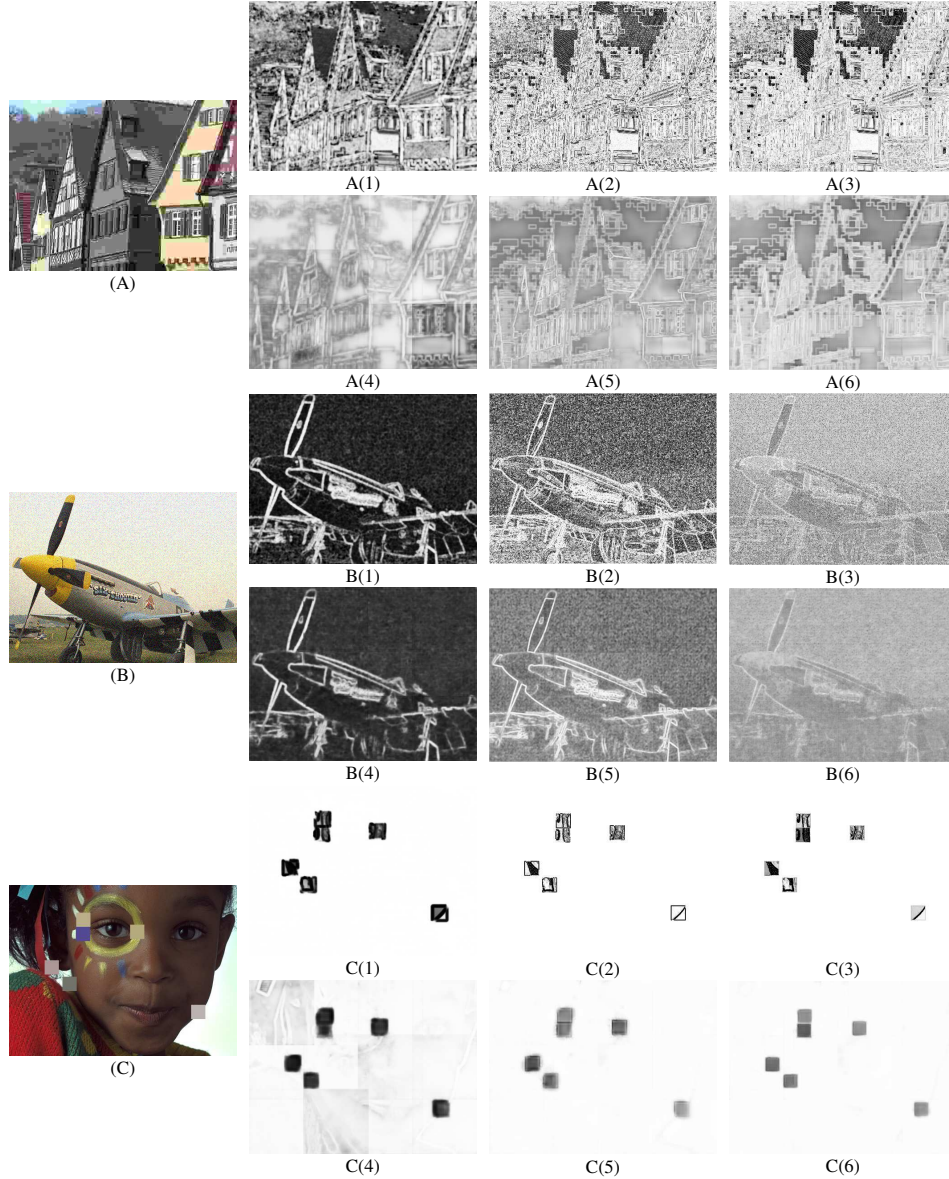 A(1) A(2) A(3)
(A)
A(4) A(5) A(6)
B(1) B(2) B(3)
(B)
B(4) B(5) B(6)
C(1) C(2) C(3)
(C)
C(4) C(5) C(6)